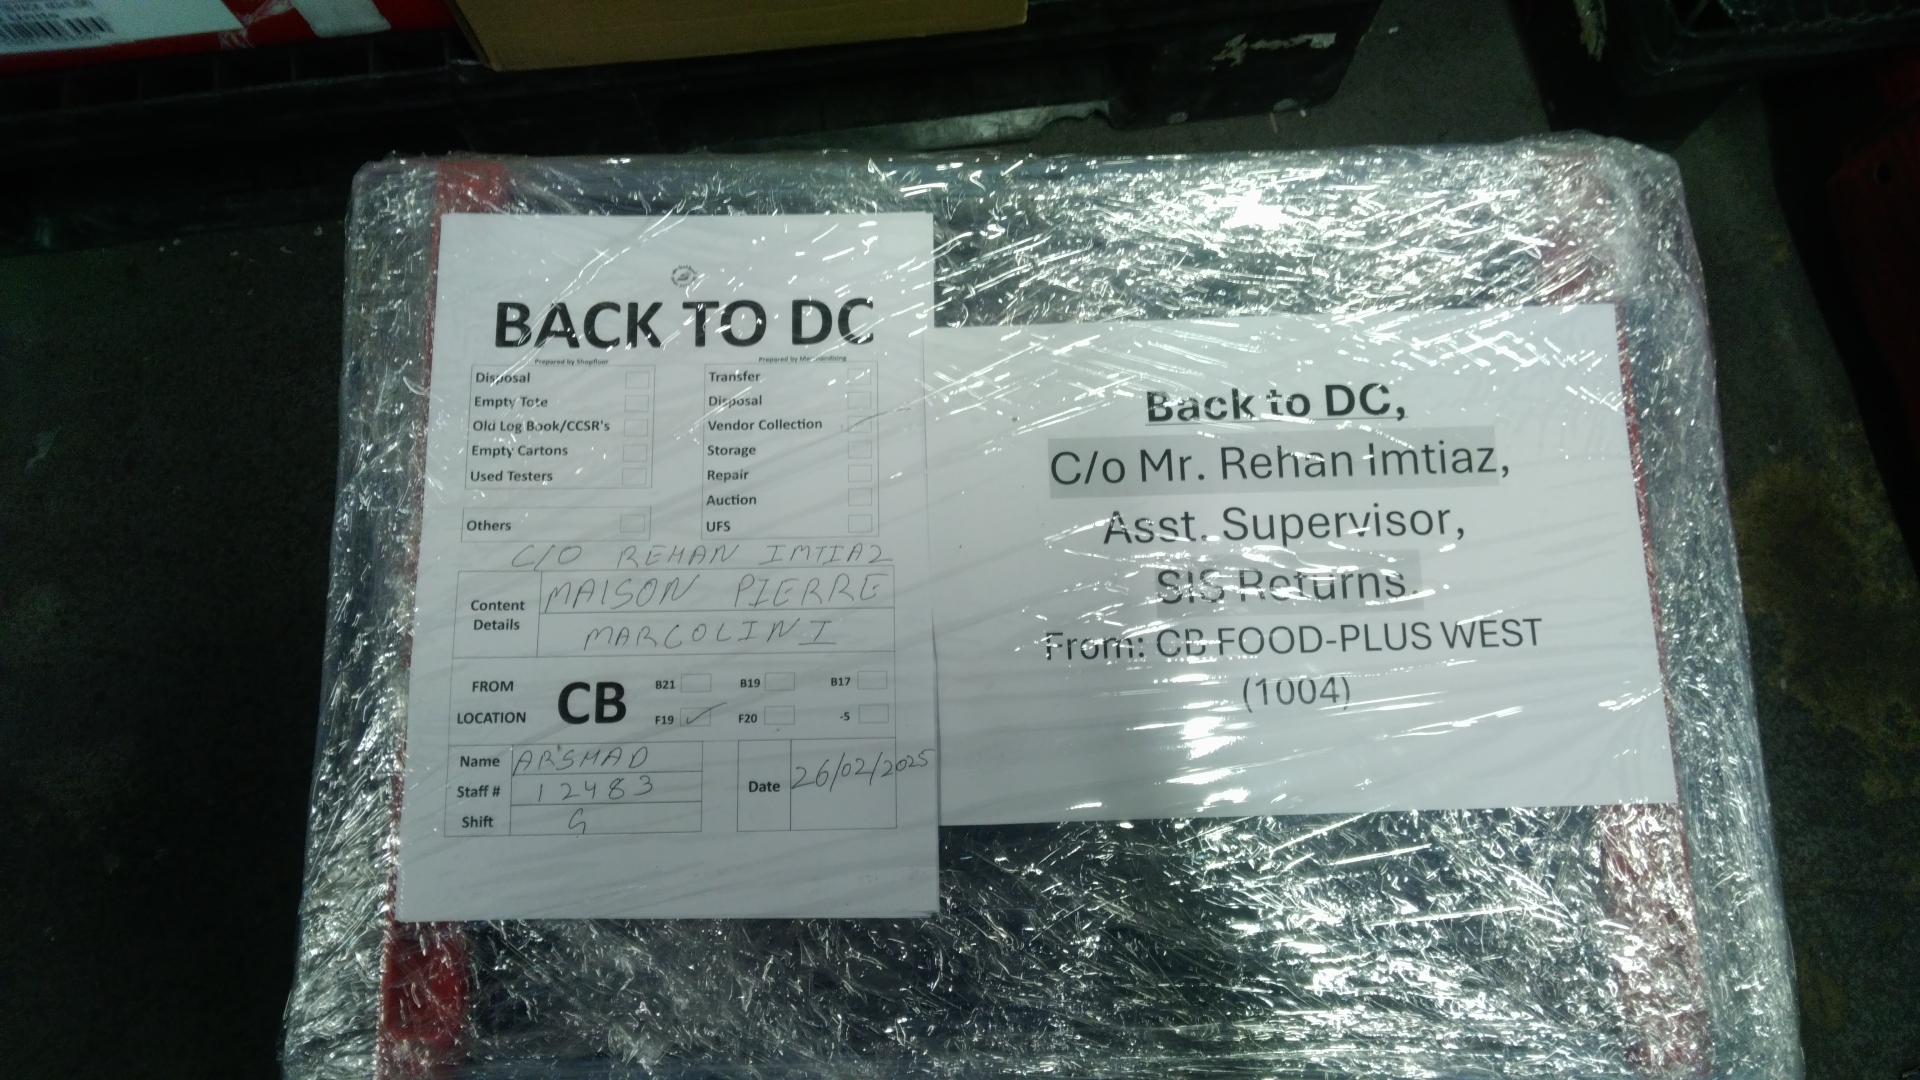 BACK TO DC
Prepared by Shopfloor
Disposal
Empty Tote
Old Log Book/CCSR's
Empty Cartons
Used Testers
Others
Prepared by Merchandising
Transfer
Disposal
Vendor Collection
Storage
Repair
Auction
UFS
C/O REHAN IMTIAZ
Content Details
MAISON PIERRE
MARCOLINI
FROM LOCATION
CB
B21 B19 B17
F19 F20 -5
Name ARSHAD
Staff # 12483
Shift G
Date 26/02/2025
Back to DC,
C/o Mr. Rehan Imtiaz,
Asst. Supervisor,
SIS Returns.
From: CB FOOD-PLUS WEST
(1004)